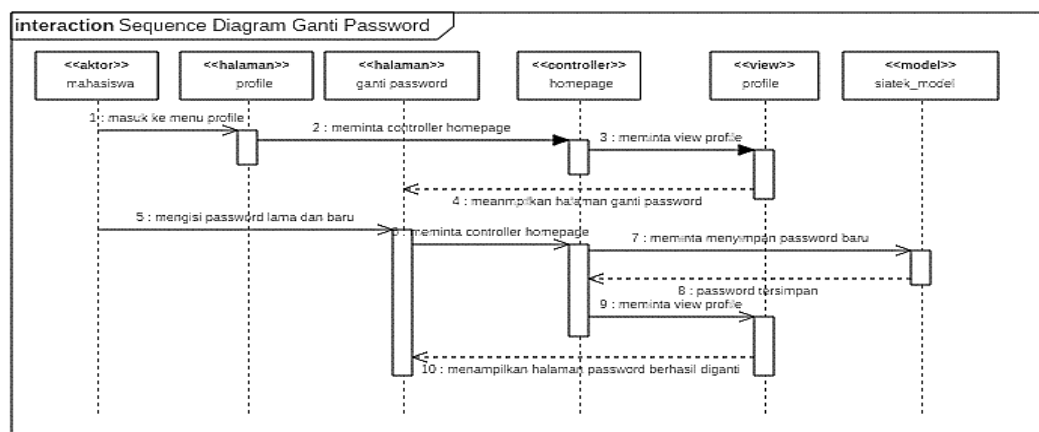 interaction Sequence Diagram Ganti Password
<<aktor>>
mahasiswa
<<halaman>>
profile
<<halaman>>
ganti password
<<controller>>
homepage
<<view>>
profile
<<model>>
siatek_model
1 : masuk ke menu profile
2 : meminta controller homepage
3 : meminta view profile
4 : meanmpilkan halaman ganti password
5 : mengisi password lama dan baru
6 : meminta controller homepage
7 : meminta menyimpan password baru
8 : password tersimpan
9 : meminta view profile
10 : menampilkan halaman password berhasil diganti